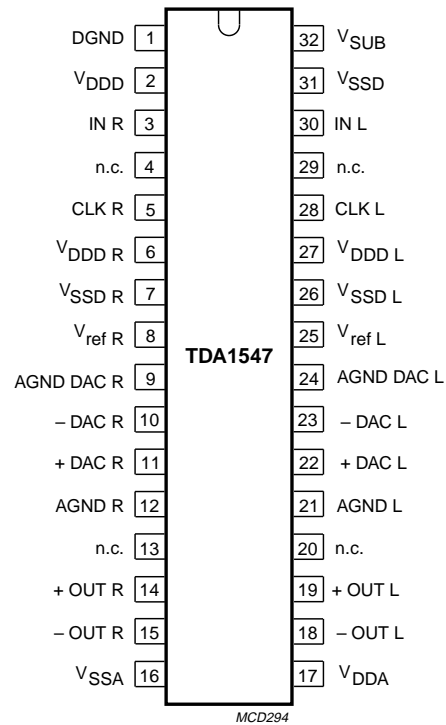 DGND 1 32 VSUB
VDDD 2 31 VSSD
IN R 3 30 IN L
n.c. 4 29 n.c.
CLK R 5 28 CLK L
VDDD R 6 27 VDDD L
VSSD R 7 26 VSSD L
Vref R 8 25 Vref L
TDA1547
AGND DAC R 9 24 AGND DAC L
– DAC R 10 23 – DAC L
+ DAC R 11 22 + DAC L
AGND R 12 21 AGND L
n.c. 13 20 n.c.
+ OUT R 14 19 + OUT L
– OUT R 15 18 – OUT L
VSSA 16 17 VDDA
MCD294